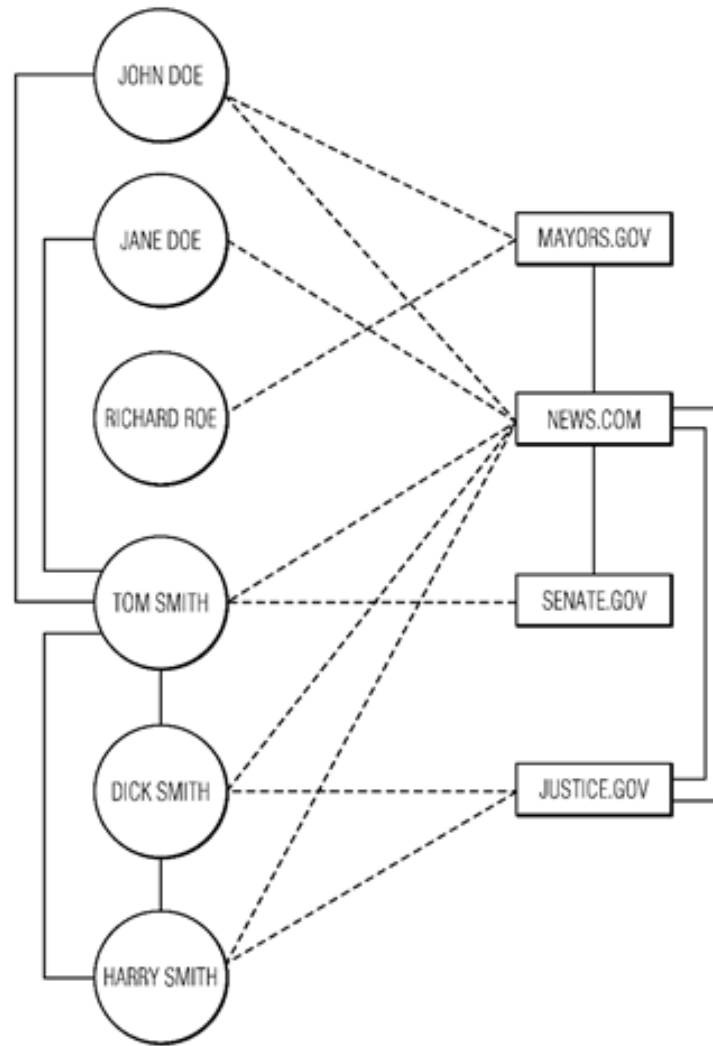 JOHN DOE
JANE DOE
RICHARD ROE
TOM SMITH
DICK SMITH
HARRY SMITH
MAYORS.GOV
NEWS.COM
SENATE.GOV
JUSTICE.GOV